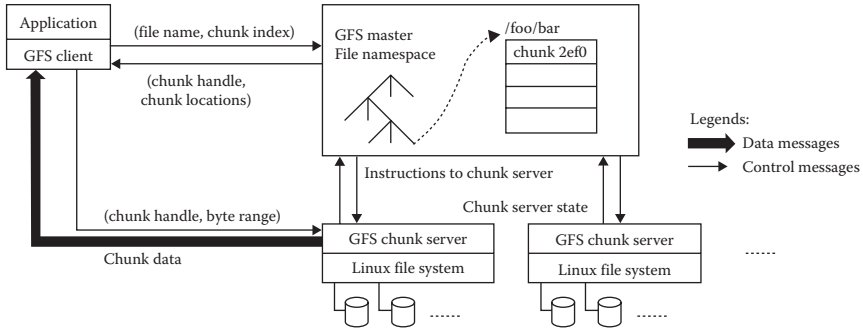 Application
GFS client
(file name, chunk index)
(chunk handle,
chunk locations)
GFS master
File namespace
/foo/bar
chunk 2ef0
Legends:
Data messages
Control messages
Instructions to chunk server
Chunk server state
(chunk handle, byte range)
Chunk data
GFS chunk server
Linux file system
......
GFS chunk server
Linux file system
......
......